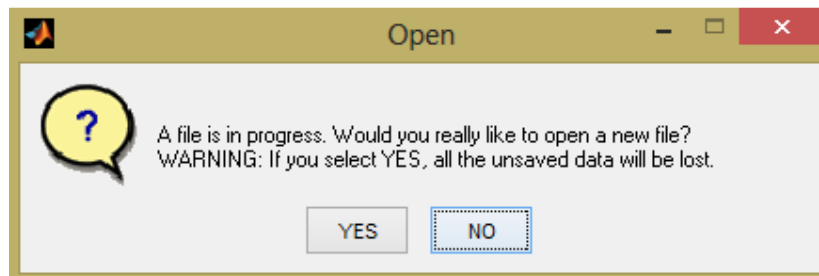 Open
A file is in progress. Would you really like to open a new file?
WARNING: If you select YES, all the unsaved data will be lost.
YES NO